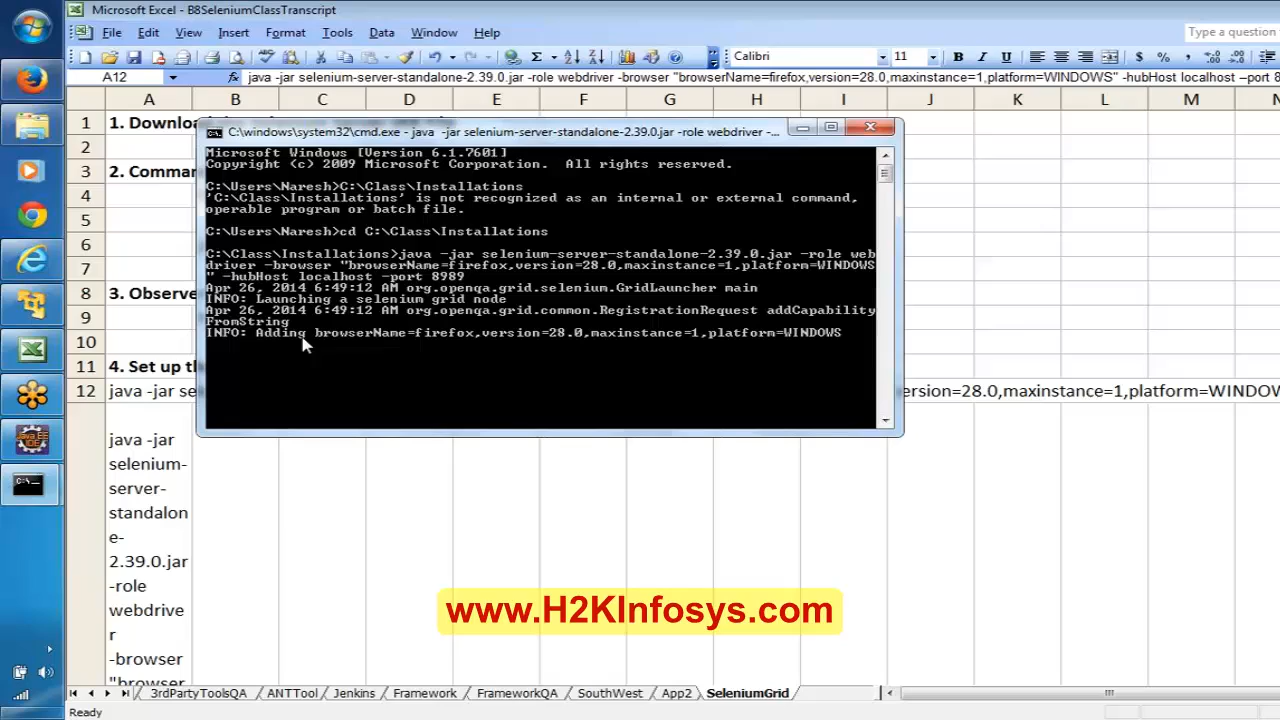 Microsoft Excel - B8SeleniumClassTranscript
File Edit View Insert Format Tools Data Window Help
Type a question
Calibri 11 B I U $ %
A12 fx java -jar selenium-server-standalone-2.39.0.jar -role webdriver -browser "browserName=firefox,version=28.0,maxinstance=1,platform=WINDOWS" -hubHost localhost –port 8
A B C D E F G H I J K L M
1 1. Download
2
3 2. Comman
4
5
6
7
8 3. Observe
9
10
11 4. Set up th
12 java -jar se ersion=28.0,maxinstance=1,platform=WINDOW
java -jar
selenium-
server-
standalon
e-
2.39.0.jar
-role
webdrive
r
-browser
"browser
C:\windows\system32\cmd.exe - java -jar selenium-server-standalone-2.39.0.jar -role webdriver -...
Microsoft Windows [Version 6.1.7601]
Copyright (c) 2009 Microsoft Corporation. All rights reserved.
C:\Users\Naresh>C:\Class\Installations
'C:\Class\Installations' is not recognized as an internal or external command,
operable program or batch file.
C:\Users\Naresh>cd C:\Class\Installations
C:\Class\Installations>java -jar selenium-server-standalone-2.39.0.jar -role web
driver -browser "browserName=firefox,version=28.0,maxinstance=1,platform=WINDOWS
" -hubHost localhost -port 8989
Apr 26, 2014 6:49:12 AM org.openqa.grid.selenium.GridLauncher main
INFO: Launching a selenium grid node
Apr 26, 2014 6:49:12 AM org.openqa.grid.common.RegistrationRequest addCapability
FromString
INFO: Adding browserName=firefox,version=28.0,maxinstance=1,platform=WINDOWS
www.H2KInfosys.com
3rdPartyToolsQA ANTTool Jenkins Framework FrameworkQA SouthWest App2 SeleniumGrid
Ready